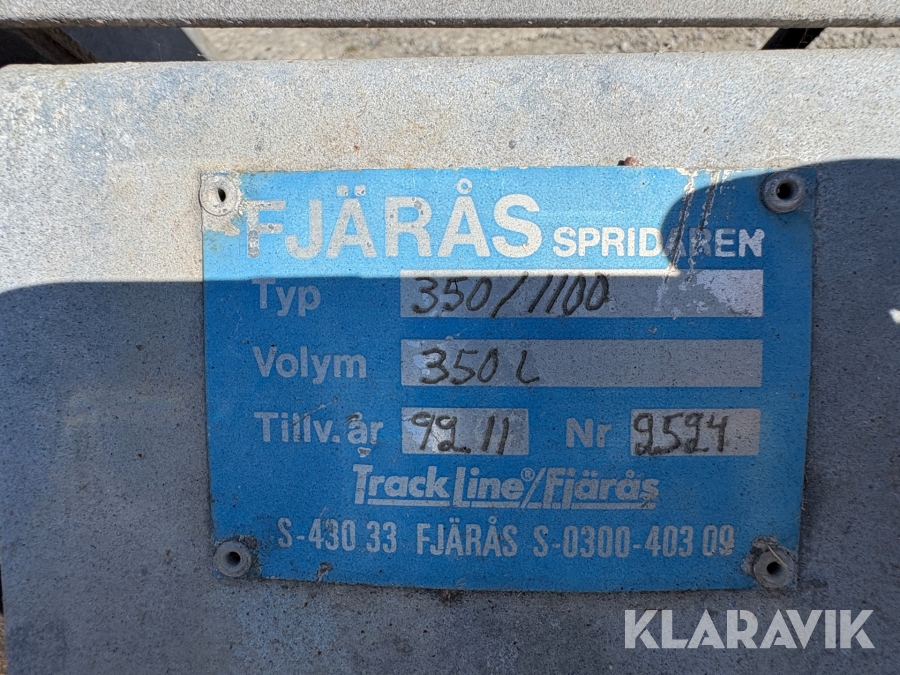 FJÄRÅS SPRIDAREN
Typ 350/1100
Volym 350 L
Tillv.år 92 11 Nr 2524
TrackLine®/Fjärås
S-430 33 FJÄRÅS S-0300-403 09
KLARAVIK